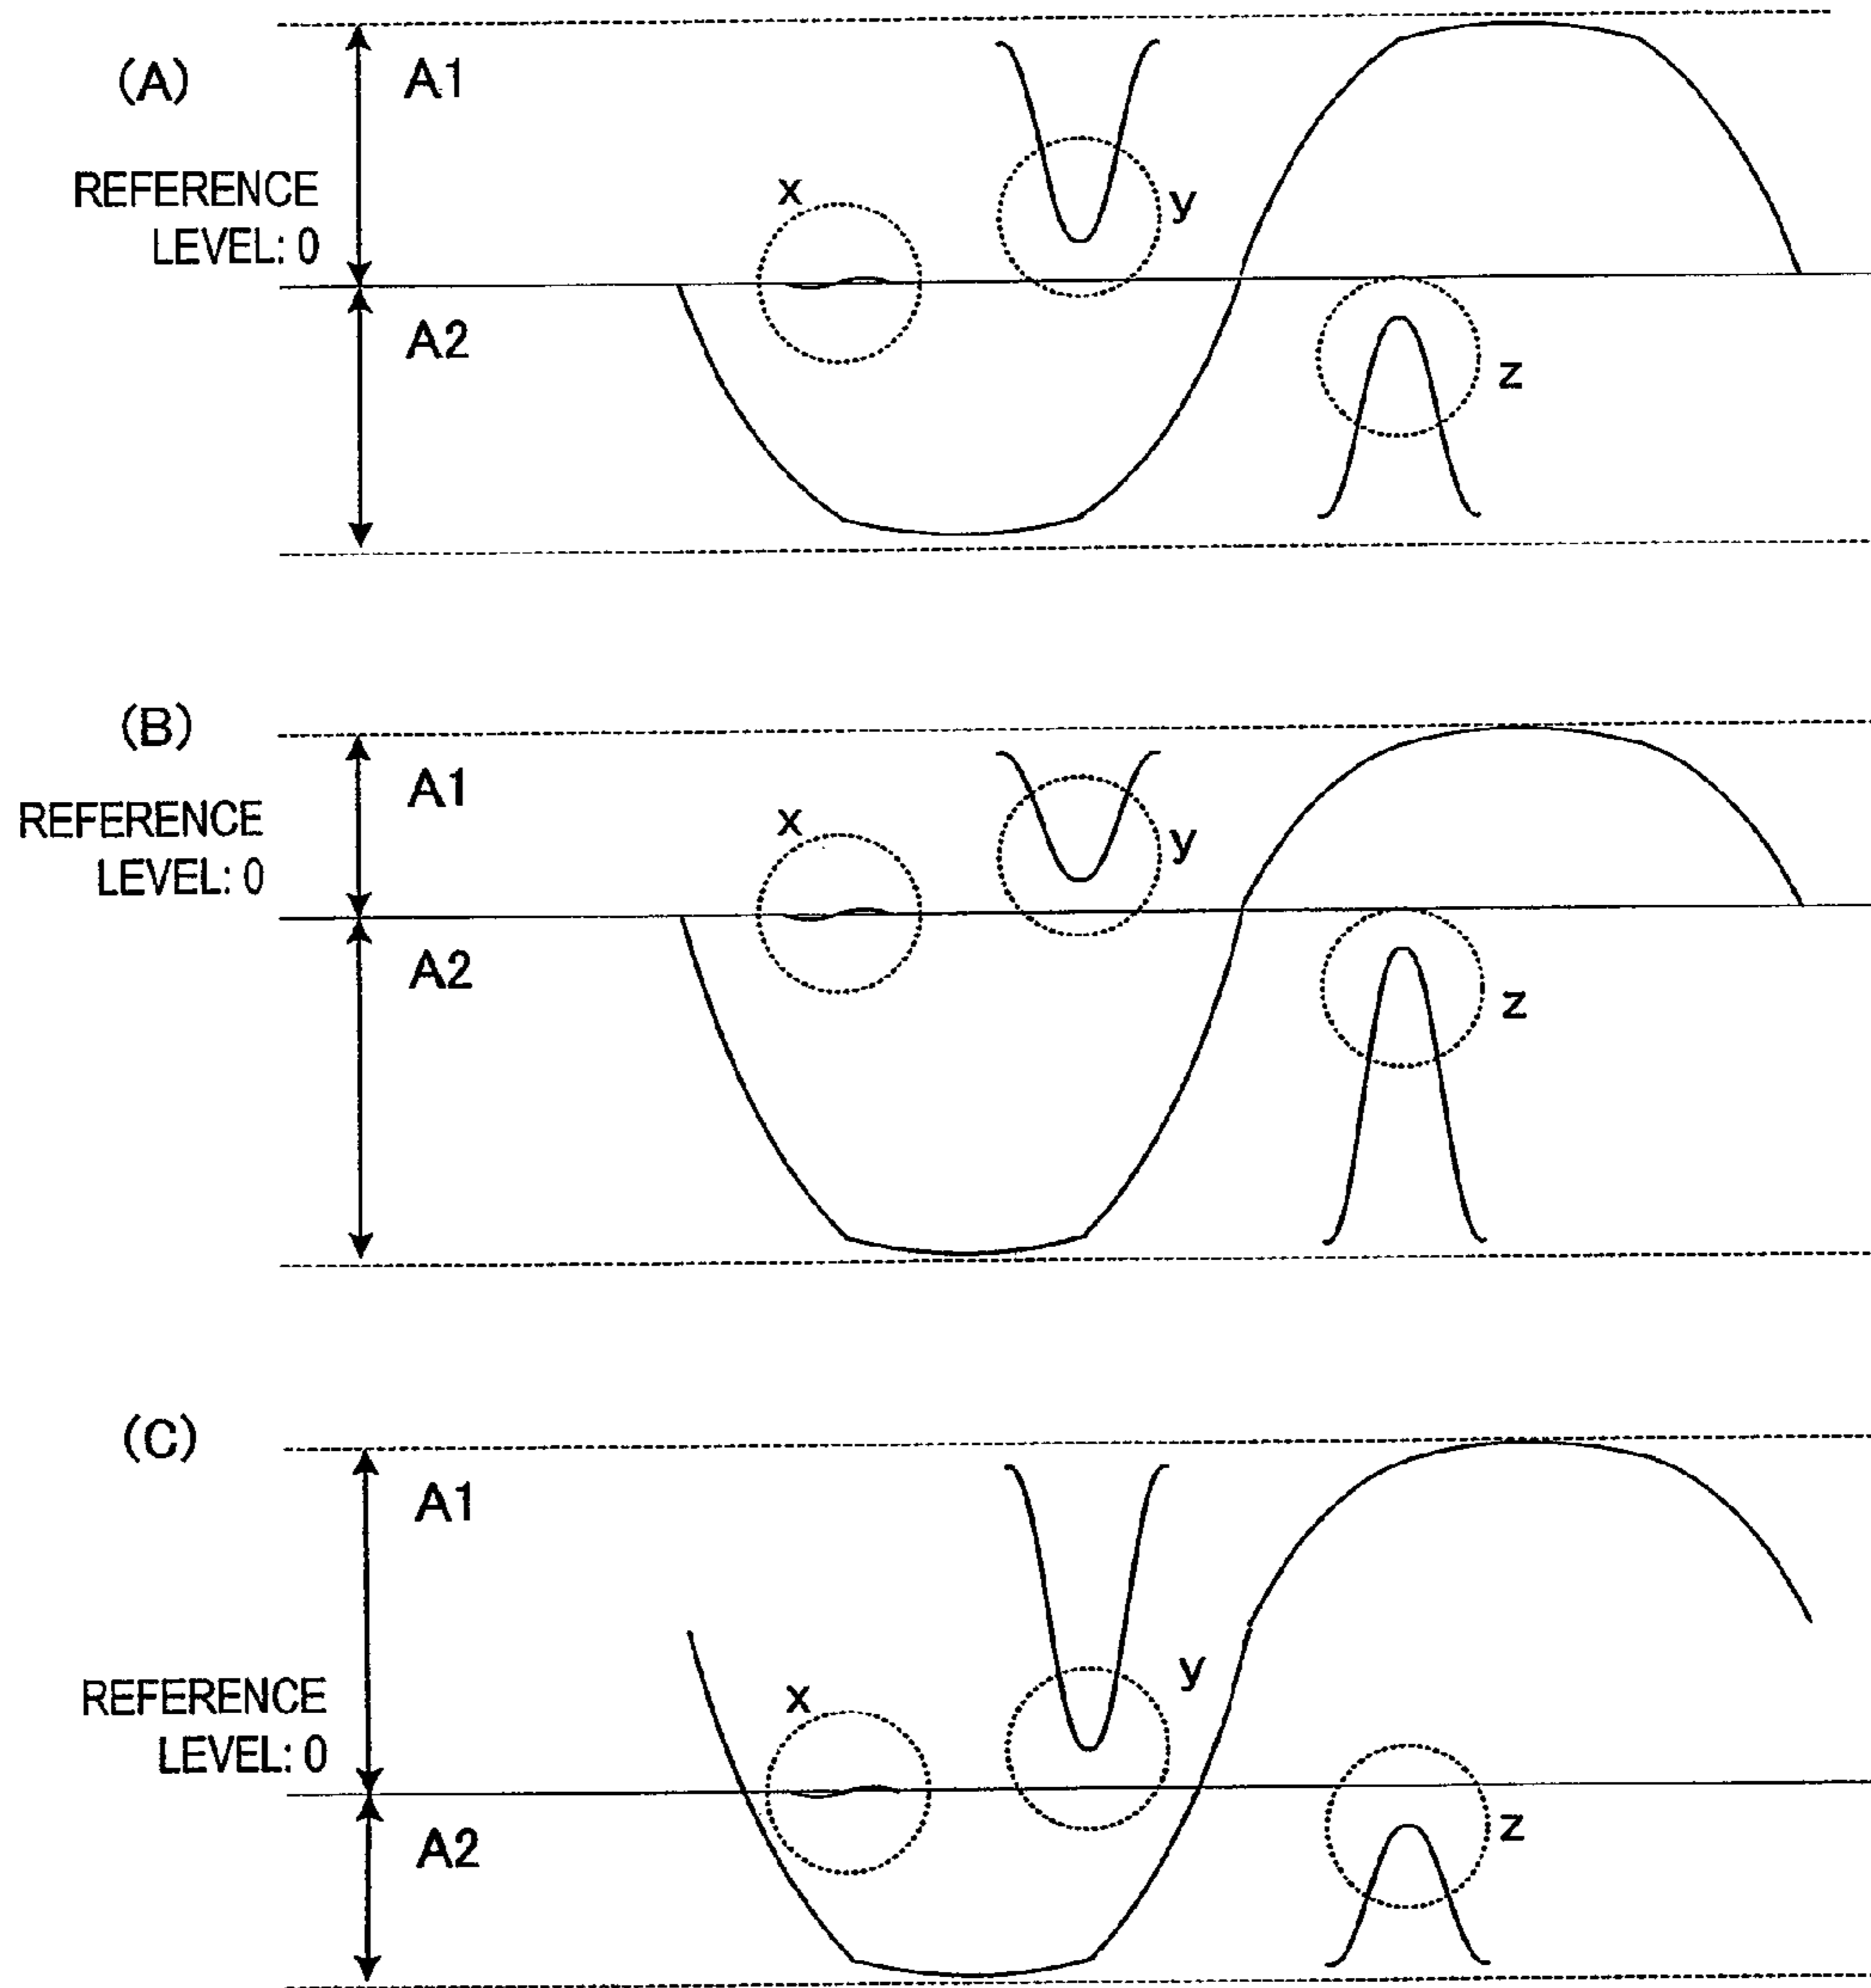 (A)
A1
REFERENCE
LEVEL: 0
x
y
A2
z
(B)
A1
REFERENCE
LEVEL: 0
x
y
A2
z
(C)
A1
REFERENCE
LEVEL: 0
x
y
A2
z